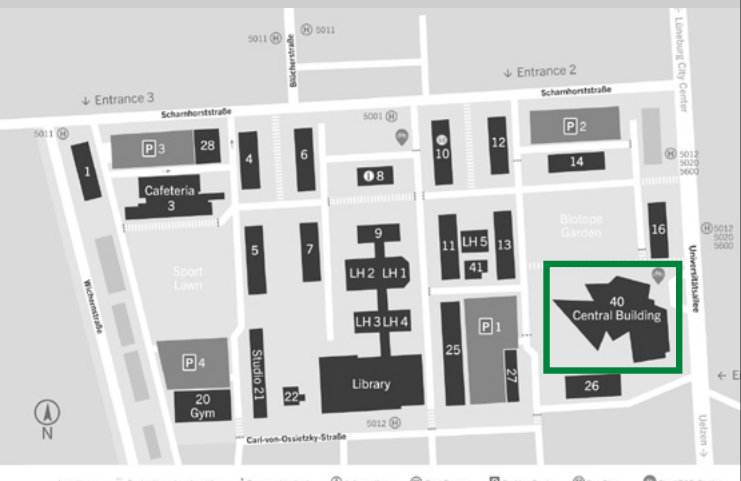 5011 H
H 5011
Blücherstraße
↓ Entrance 2
Lüneburg City Center
↓ Entrance 3
Scharnhorststraße
Scharnhorststraße
5001 H
5011 H
P 3
28
4
6
10
12
P 2
14
H 5012
5020
5600
1
i 8
Cafeteria
3
9
5
7
11
LH 5
13
Biotope
Garden
16
H 5012
5020
5600
Sport
Lawn
LH 2
LH 1
41
Universitätsallee
Wichernstraße
40
Central Building
LH 3
LH 4
P 1
25
P 4
Studio 21
Library
27
26
← E
20
Gym
22
N
5012 H
Carl-von-Ossietzky-Straße
Uelzen →